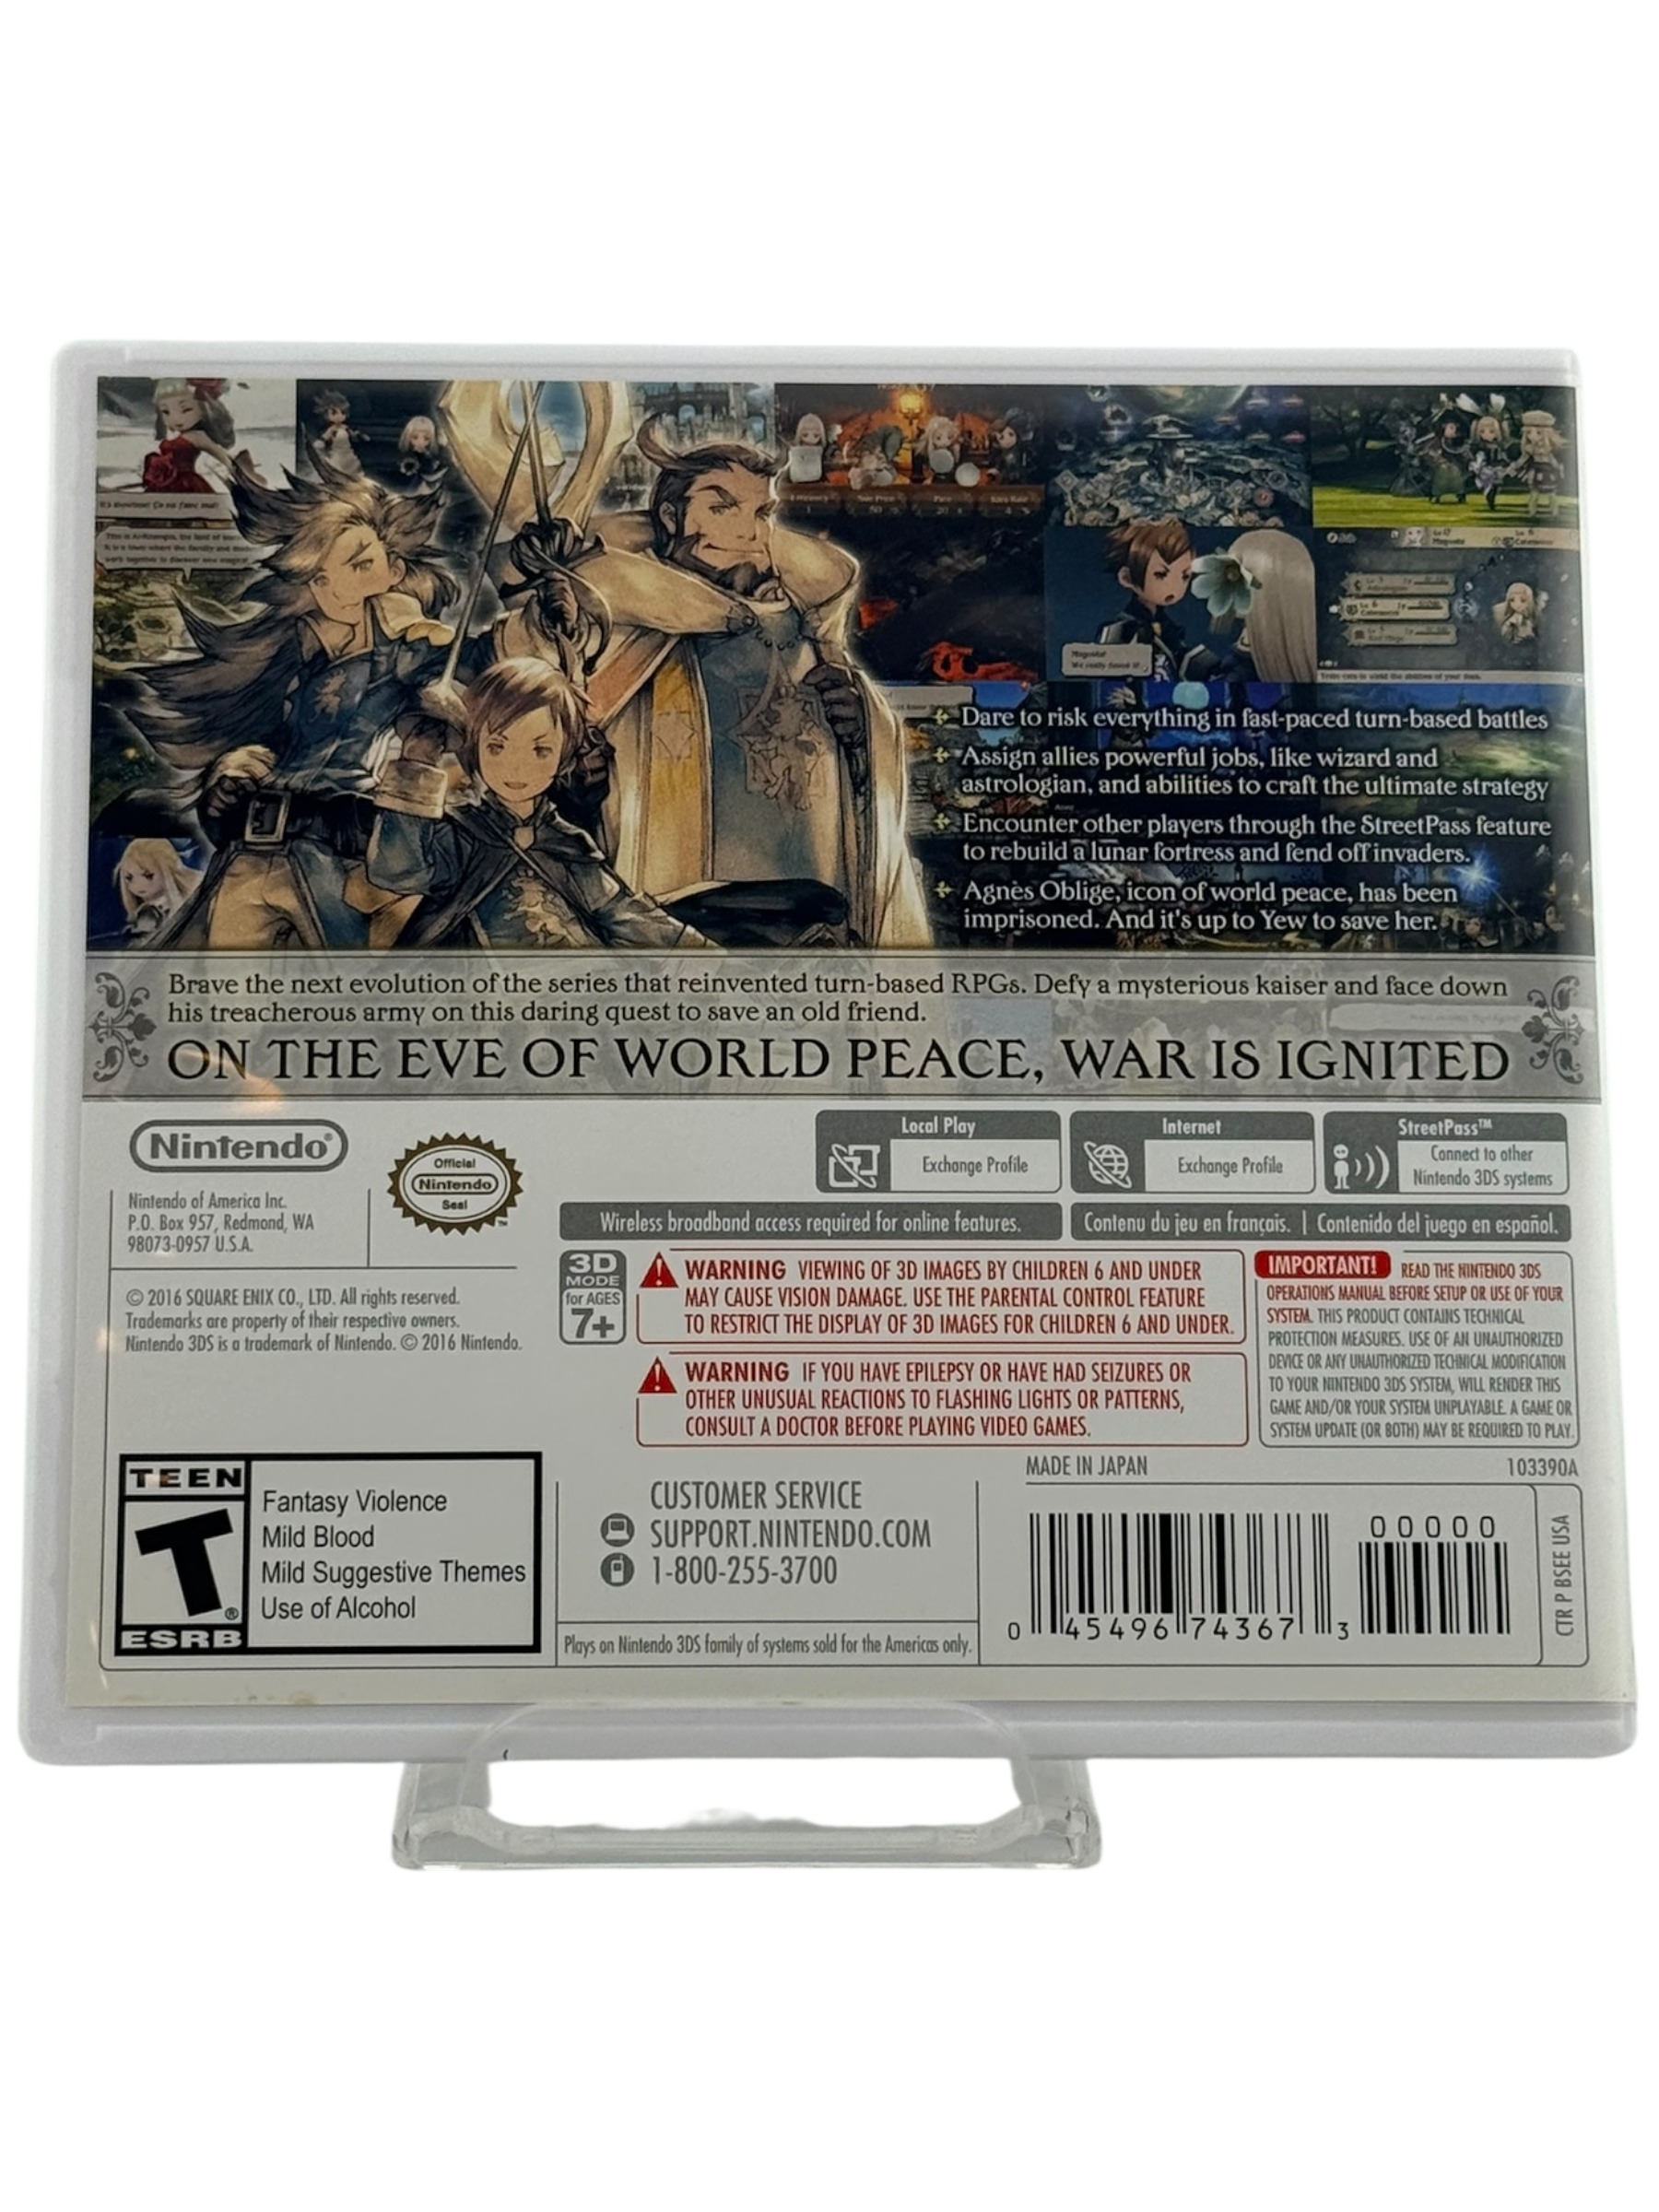 It's showtime! Ça va faire mal!
Dare to risk everything in fast-paced turn-based battles
Assign allies powerful jobs, like wizard and
astrologian, and abilities to craft the ultimate strategy
Encounter other players through the StreetPass feature
to rebuild a lunar fortress and fend off invaders.
Agnès Oblige, icon of world peace, has been
imprisoned. And it's up to Yew to save her.
Brave the next evolution of the series that reinvented turn-based RPGs. Defy a mysterious kaiser and face down
his treacherous army on this daring quest to save an old friend.
ON THE EVE OF WORLD PEACE, WAR IS IGNITED
Nintendo®
Official
Nintendo
Seal
™
Nintendo of America Inc.
P.O. Box 957, Redmond, WA
98073-0957 U.S.A.
Local Play
Exchange Profile
Internet
Exchange Profile
StreetPass™
Connect to other
Nintendo 3DS systems
Wireless broadband access required for online features.
Contenu du jeu en français. | Contenido del juego en español.
© 2016 SQUARE ENIX CO., LTD. All rights reserved.
Trademarks are property of their respective owners.
Nintendo 3DS is a trademark of Nintendo. © 2016 Nintendo.
3D
MODE
for AGES
7+
WARNING VIEWING OF 3D IMAGES BY CHILDREN 6 AND UNDER
MAY CAUSE VISION DAMAGE. USE THE PARENTAL CONTROL FEATURE
TO RESTRICT THE DISPLAY OF 3D IMAGES FOR CHILDREN 6 AND UNDER.
WARNING IF YOU HAVE EPILEPSY OR HAVE HAD SEIZURES OR
OTHER UNUSUAL REACTIONS TO FLASHING LIGHTS OR PATTERNS,
CONSULT A DOCTOR BEFORE PLAYING VIDEO GAMES.
IMPORTANT! READ THE NINTENDO 3DS
OPERATIONS MANUAL BEFORE SETUP OR USE OF YOUR
SYSTEM. THIS PRODUCT CONTAINS TECHNICAL
PROTECTION MEASURES. USE OF AN UNAUTHORIZED
DEVICE OR ANY UNAUTHORIZED TECHNICAL MODIFICATION
TO YOUR NINTENDO 3DS SYSTEM, WILL RENDER THIS
GAME AND/OR YOUR SYSTEM UNPLAYABLE. A GAME OR
SYSTEM UPDATE (OR BOTH) MAY BE REQUIRED TO PLAY.
TEEN
T®
ESRB
Fantasy Violence
Mild Blood
Mild Suggestive Themes
Use of Alcohol
CUSTOMER SERVICE
SUPPORT.NINTENDO.COM
1-800-255-3700
Plays on Nintendo 3DS family of systems sold for the Americas only.
MADE IN JAPAN
103390A
0 45496 74367 3
00000
CTR P BSEE USA